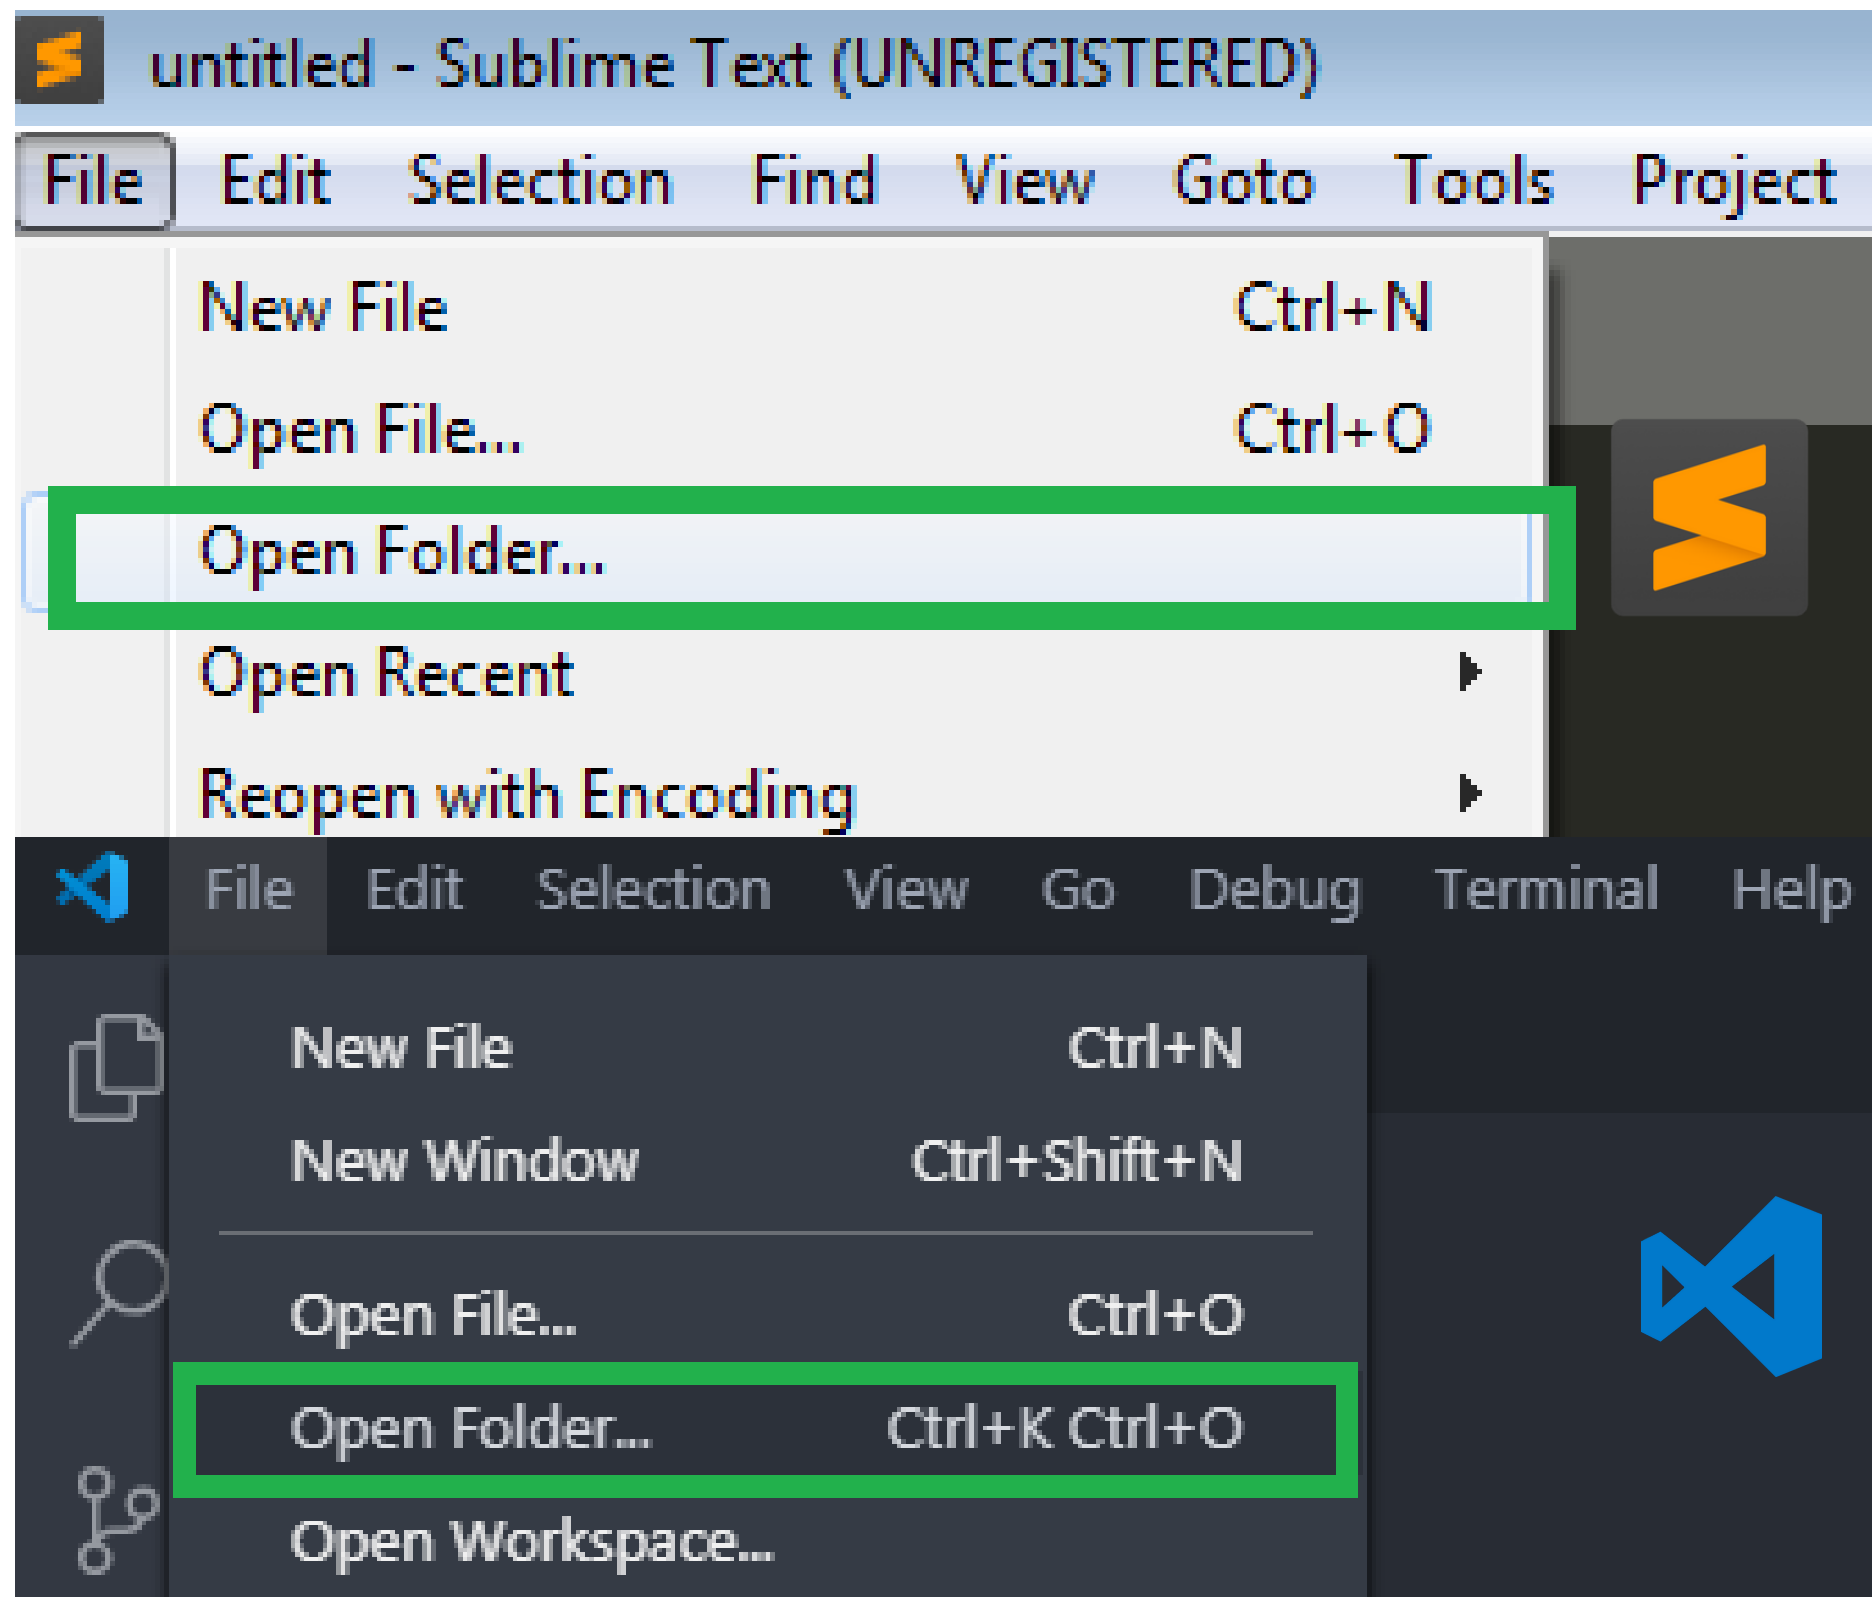 untitled - Sublime Text (UNREGISTERED)
File Edit Selection Find View Goto Tools Project
New File Ctrl+N
Open File... Ctrl+O
Open Folder...
Open Recent
Reopen with Encoding
File Edit Selection View Go Debug Terminal Help
New File Ctrl+N
New Window Ctrl+Shift+N
Open File... Ctrl+O
Open Folder... Ctrl+K Ctrl+O
Open Workspace...